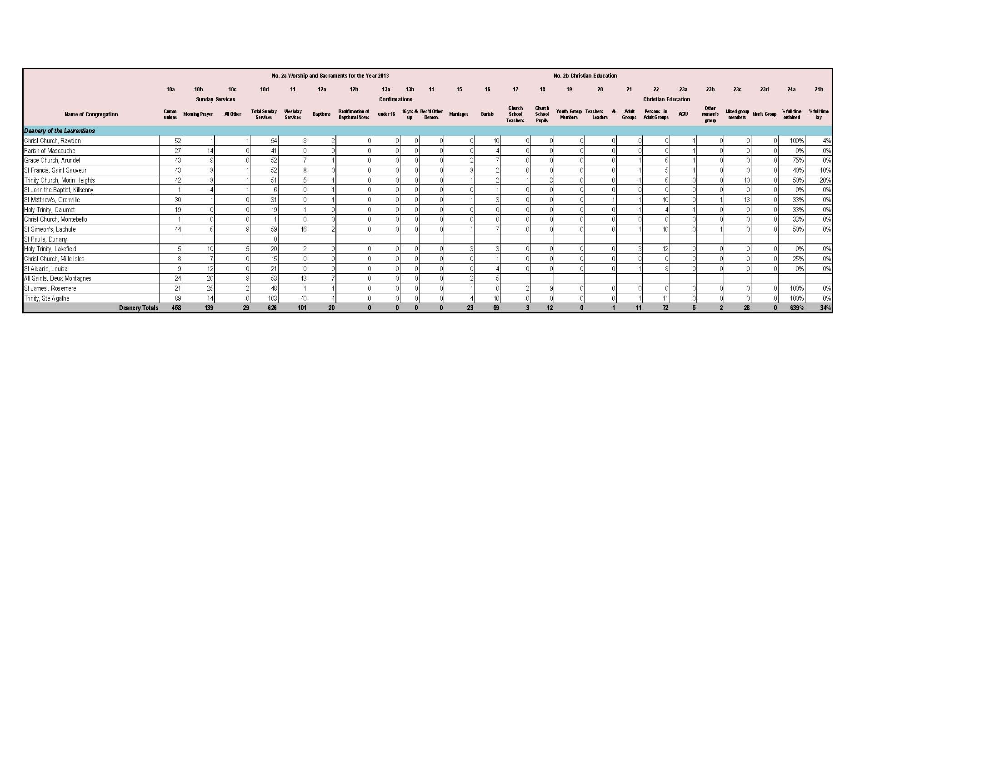 No. 2a Worship and Sacraments for the Year 2013 No. 2b Christian Education
10a 10b 10c 10d 11 12a 12b 13a 13b 14 15 16 17 18 19 20 21 22 23a 23b 23c 23d 24a 24b
Sunday Services Confirmations Christian Education
Name of Congregation Comm-unions Morning Prayer All Other Total Sunday Services Weekday Services Baptisms Reaffirmation of Baptismal Vows under 16 16 yrs & up Rec'd Other Demon. Marriages Burials Church School Teachers Church School Pupils Youth Group Members Teachers & Leaders Adult Groups Persons in Adult Groups ACW Other women's group Mixed group members Men's Group % full-time ordained % full-time lay
Deanery of the Laurentians
Christ Church, Rawdon 52 1 1 54 8 2 0 0 0 0 0 10 0 0 0 0 0 0 1 0 0 0 100% 4%
Parish of Mascouche 27 14 0 41 0 0 0 0 0 0 0 4 0 0 0 0 0 0 1 0 0 0 0% 0%
Grace Church, Arundel 43 9 0 52 7 1 0 0 0 0 2 7 0 0 0 0 1 6 1 0 0 0 75% 0%
St Francis, Saint-Sauveur 43 8 1 52 8 0 0 0 0 0 8 2 0 0 0 0 1 5 1 0 0 0 40% 10%
Trinity Church, Morin Heights 42 8 1 51 5 1 0 0 0 0 1 2 1 3 0 0 1 6 0 0 10 0 50% 20%
St John the Baptist, Kilkenny 1 4 1 6 0 1 0 0 0 0 0 1 0 0 0 0 0 0 0 0 0 0 0% 0%
St Matthew's, Grenville 30 1 0 31 0 1 0 0 0 0 1 3 0 0 0 1 1 10 0 1 18 0 33% 0%
Holy Trinity, Calumet 19 0 0 19 1 0 0 0 0 0 0 0 0 0 0 0 1 4 1 0 0 0 33% 0%
Christ Church, Montebello 1 0 0 1 0 0 0 0 0 0 0 0 0 0 0 0 0 0 0 0 0 0 33% 0%
St Simeon's, Lachute 44 6 9 59 16 2 0 0 0 0 1 7 0 0 0 0 1 10 0 1 0 0 50% 0%
St Paul's, Dunany 0
Holy Trinity, Lakefield 5 10 5 20 2 0 0 0 0 0 3 3 0 0 0 0 3 12 0 0 0 0 0% 0%
Christ Church, Mille Isles 8 7 0 15 0 0 0 0 0 0 0 1 0 0 0 0 0 0 0 0 0 0 25% 0%
St Aidan's, Louisa 9 12 0 21 0 0 0 0 0 0 0 4 0 0 0 0 1 8 0 0 0 0 0% 0%
All Saints, Deux-Montagnes 24 20 9 53 13 7 0 0 0 0 2 5
St James', Rosemere 21 25 2 48 1 1 0 0 0 0 1 0 2 9 0 0 0 0 0 0 0 0 100% 0%
Trinity, Ste-Agathe 89 14 0 103 40 4 0 0 0 0 4 10 0 0 0 0 1 11 0 0 0 0 100% 0%
Deanery Totals 458 139 29 626 101 20 0 0 0 0 23 59 3 12 0 1 11 72 5 2 28 0 639% 34%